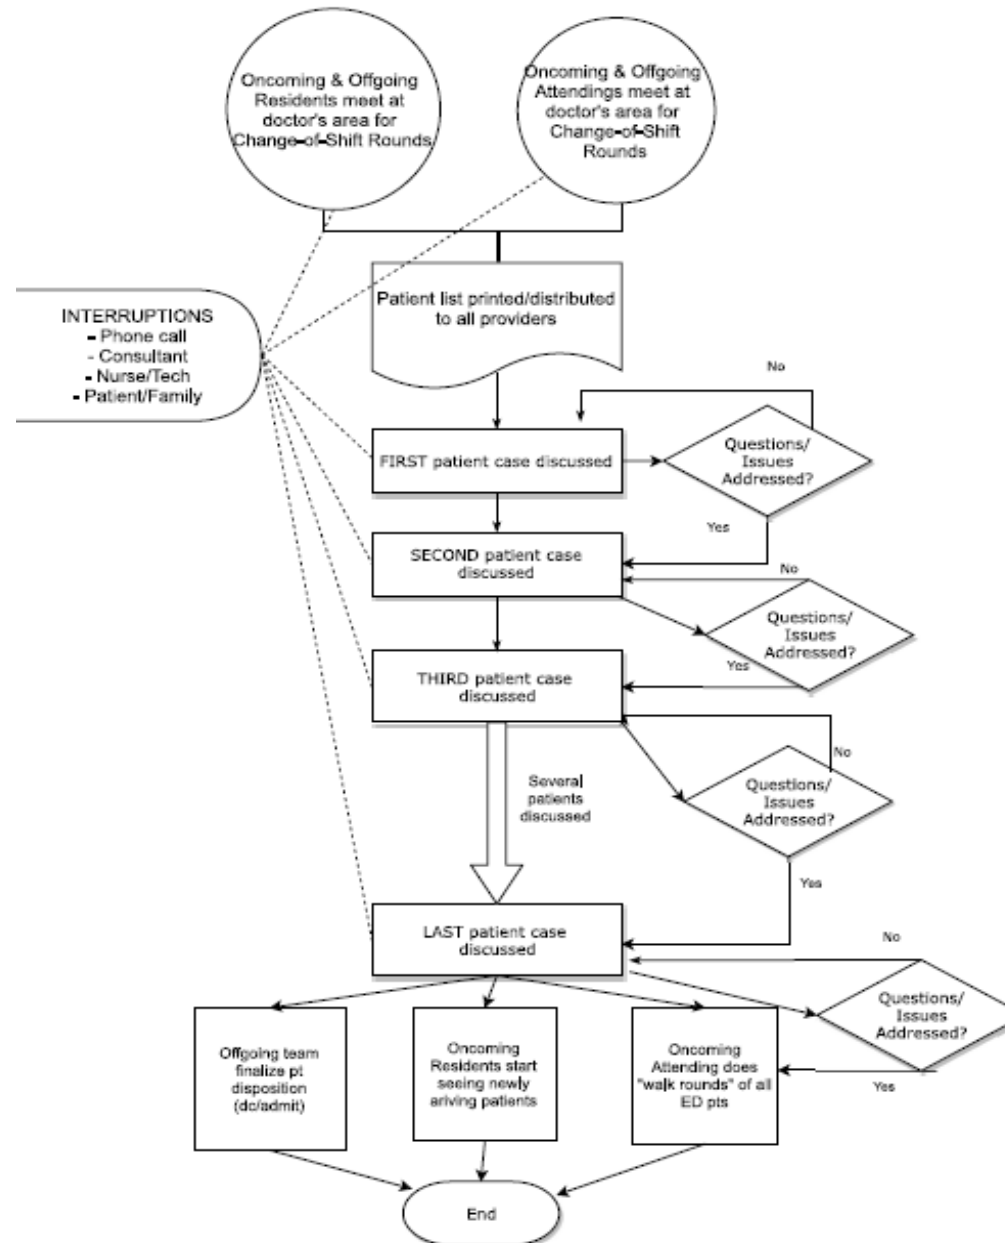 Oncoming & Offgoing
Residents meet at
doctor's area for
Change-of-Shift Rounds
Oncoming & Offgoing
Attendings meet at
doctor's area for
Change-of-Shift
Rounds
Patient list printed/distributed
to all providers
INTERRUPTIONS
- Phone call
- Consultant
- Nurse/Tech
- Patient/Family
No
FIRST patient case discussed
Questions/
Issues
Addressed?
Yes
SECOND patient case
discussed
No
Questions/
Issues
Addressed?
Yes
THIRD patient case
discussed
No
Several
patients
discussed
Questions/
Issues
Addressed?
Yes
LAST patient case
discussed
No
Questions/
Issues
Addressed?
Yes
Offgoing team
finalize pt
disposition
(dc/admit)
Oncoming
Residents start
seeing newly
ariving patients
Oncoming
Attending does
"walk rounds" of all
ED pts
End